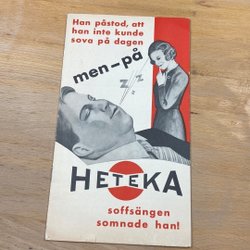 Han påstod, att
han inte kunde
sova på dagen
men-på
Z Z Z
HETEKA
soffsängen
somnade han!